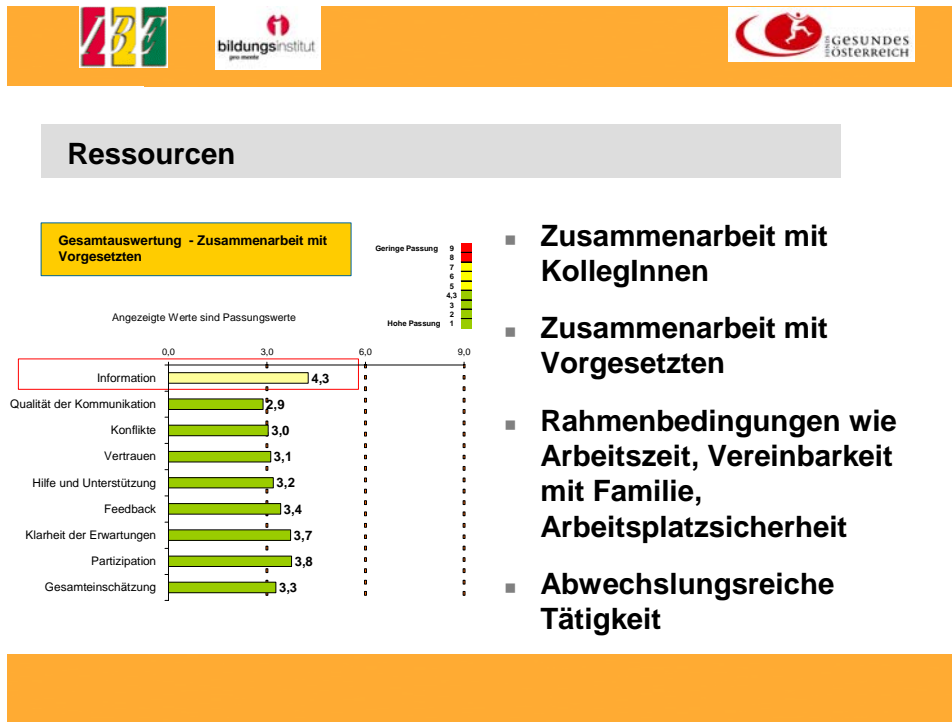 IBE
bildungsinstitut
pro mente
FONDS
GESUNDES
ÖSTERREICH
Ressourcen
Gesamtauswertung - Zusammenarbeit mit
Vorgesetzten
Geringe Passung 9
8
7
6
5
4,3
3
2
Hohe Passung 1
Angezeigte Werte sind Passungswerte
0,0 3,0 6,0 9,0
Information 4,3
Qualität der Kommunikation 2,9
Konflikte 3,0
Vertrauen 3,1
Hilfe und Unterstützung 3,2
Feedback 3,4
Klarheit der Erwartungen 3,7
Partizipation 3,8
Gesamteinschätzung 3,3
Zusammenarbeit mit
KollegInnen
Zusammenarbeit mit
Vorgesetzten
Rahmenbedingungen wie
Arbeitszeit, Vereinbarkeit
mit Familie,
Arbeitsplatzsicherheit
Abwechslungsreiche
Tätigkeit